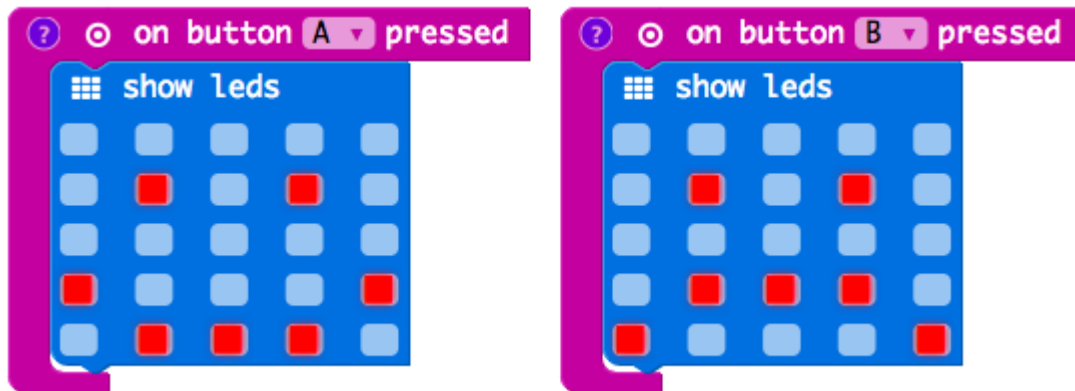 ? on button A ▼ pressed
show leds
? on button B ▼ pressed
show leds